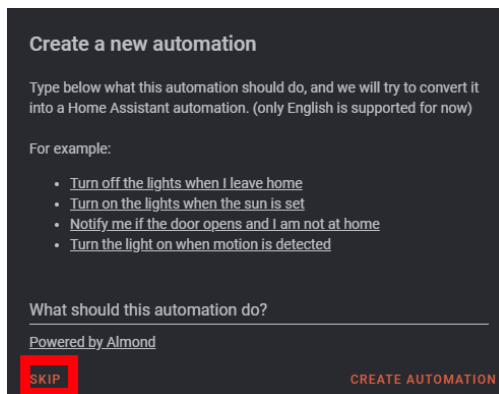 Create a new automation
Type below what this automation should do, and we will try to convert it
into a Home Assistant automation. (only English is supported for now)
For example:
• Turn off the lights when I leave home
• Turn on the lights when the sun is set
• Notify me if the door opens and I am not at home
• Turn the light on when motion is detected
What should this automation do?
Powered by Almond
SKIP
CREATE AUTOMATION